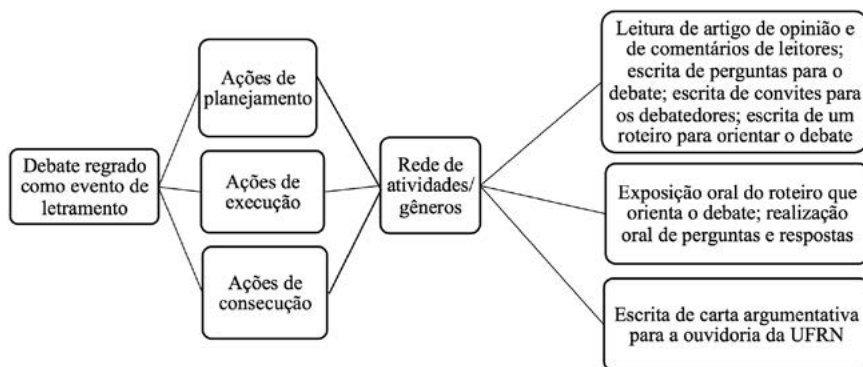 Debate regrado
como evento de
letramento
Ações de
planejamento
Ações de
execução
Ações de
consecução
Rede de
atividades/
gêneros
Leitura de artigo de opinião e
de comentários de leitores;
escrita de perguntas para o
debate; escrita de convites para
os debatedores; escrita de um
roteiro para orientar o debate
Exposição oral do roteiro que
orienta o debate; realização
oral de perguntas e respostas
Escrita de carta argumentativa
para a ouvidoria da UFRN